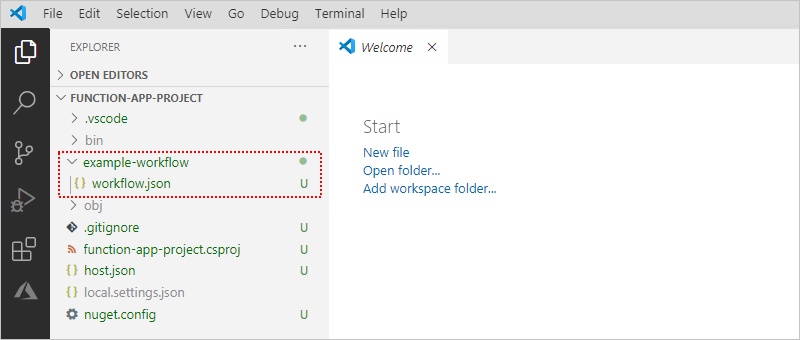 File Edit Selection View Go Debug Terminal Help
EXPLORER ...
Welcome
OPEN EDITORS
FUNCTION-APP-PROJECT
.vscode
bin
example-workflow
workflow.json U
obj
.gitignore U
function-app-project.csproj U
host.json U
local.settings.json
nuget.config U
Start
New file
Open folder...
Add workspace folder...